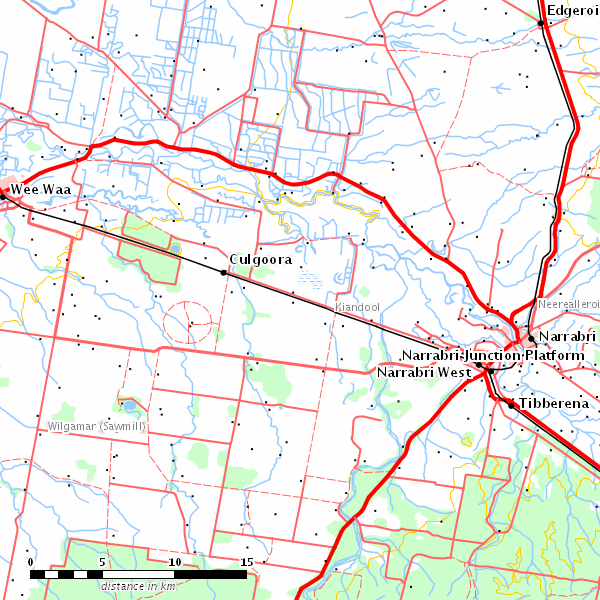 Edgeroi
Wee Waa
Culgoora
Kiandool
Neerealleroi
Narrabri
Narrabri Junction Platform
Narrabri West
Tibberena
Wilgamar (Sawmill)
0 5 10 15
distance in km